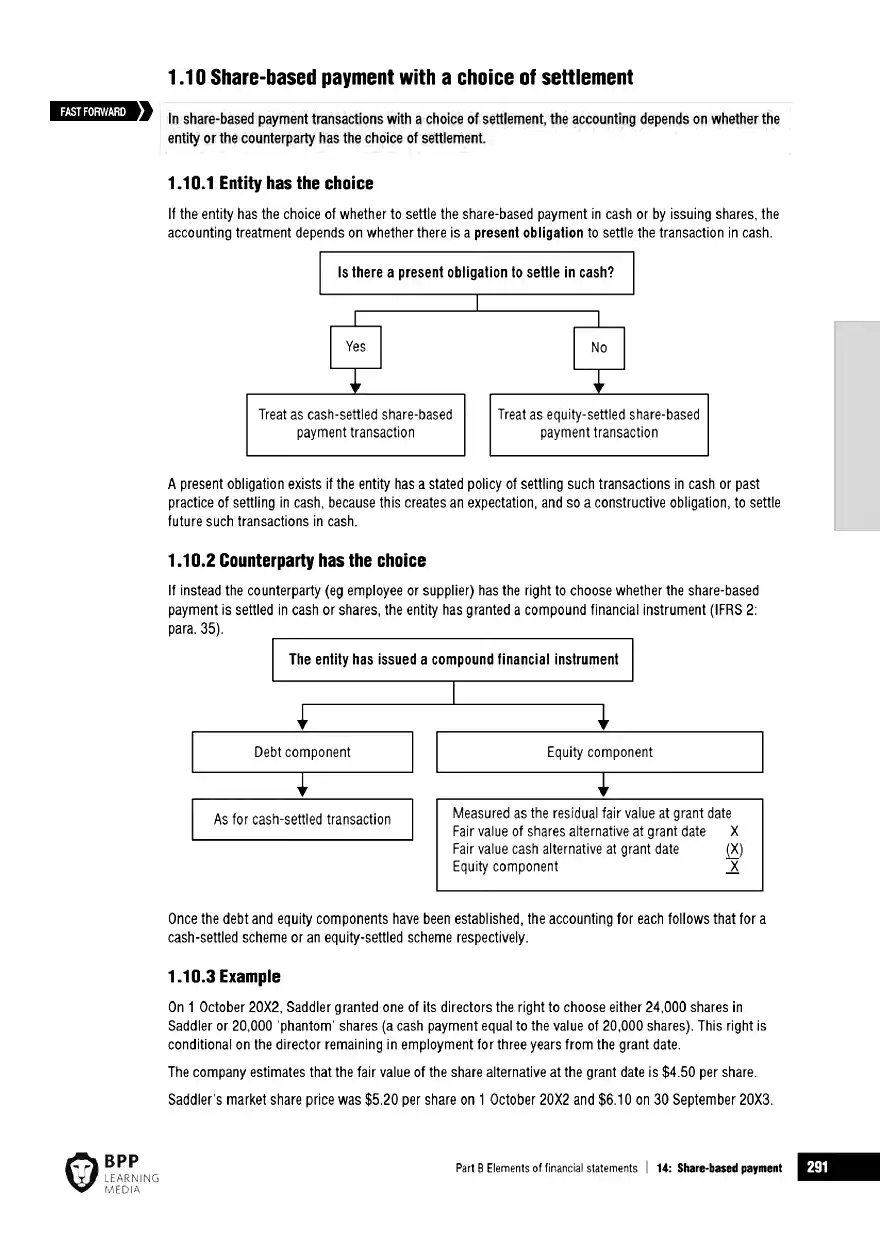 1.10 Share-based payment with a choice of settlement
FAST FORWARD
In share-based payment transactions with a choice of settlement, the accounting depends on whether the
entity or the counterparty has the choice of settlement.
1.10.1 Entity has the choice
If the entity has the choice of whether to settle the share-based payment in cash or by issuing shares, the
accounting treatment depends on whether there is a present obligation to settle the transaction in cash.
Is there a present obligation to settle in cash?
Yes
No
Treat as cash-settled share-based
payment transaction
Treat as equity-settled share-based
payment transaction
A present obligation exists if the entity has a stated policy of settling such transactions in cash or past
practice of settling in cash, because this creates an expectation, and so a constructive obligation, to settle
future such transactions in cash.
1.10.2 Counterparty has the choice
If instead the counterparty (eg employee or supplier) has the right to choose whether the share-based
payment is settled in cash or shares, the entity has granted a compound financial instrument (IFRS 2:
para. 35).
The entity has issued a compound financial instrument
Debt component
Equity component
As for cash-settled transaction
Measured as the residual fair value at grant date
Fair value of shares alternative at grant date X
Fair value cash alternative at grant date (X)
Equity component X
Once the debt and equity components have been established, the accounting for each follows that for a
cash-settled scheme or an equity-settled scheme respectively.
1.10.3 Example
On 1 October 20X2, Saddler granted one of its directors the right to choose either 24,000 shares in
Saddler or 20,000 'phantom' shares (a cash payment equal to the value of 20,000 shares). This right is
conditional on the director remaining in employment for three years from the grant date.
The company estimates that the fair value of the share alternative at the grant date is $4.50 per share.
Saddler's market share price was $5.20 per share on 1 October 20X2 and $6.10 on 30 September 20X3.
BPP
LEARNING
MEDIA
Part B Elements of financial statements | 14: Share-based payment 291